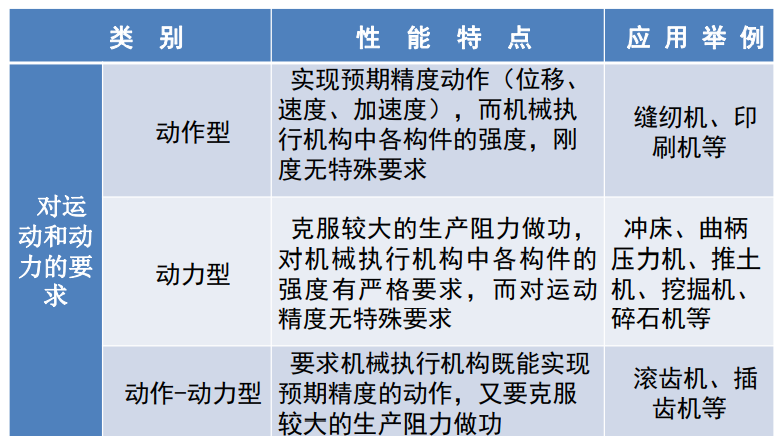 类 别
性 能 特 点
应 用 举 例
对运
动和动
力的要
求
动作型
实现预期精度动作（位移、
速度、加速度），而机械执
行机构中各构件的强度，刚
度无特殊要求
缝纫机、印
刷机等
动力型
克服较大的生产阻力做功，
对机械执行机构中各构件的
强度有严格要求，而对运动
精度无特殊要求
冲床、曲柄
压力机、推土
机、挖掘机、
碎石机等
动作-动力型
要求机械执行机构既能实现
预期精度的动作，又要克服
较大的生产阻力做功
滚齿机、插
齿机等